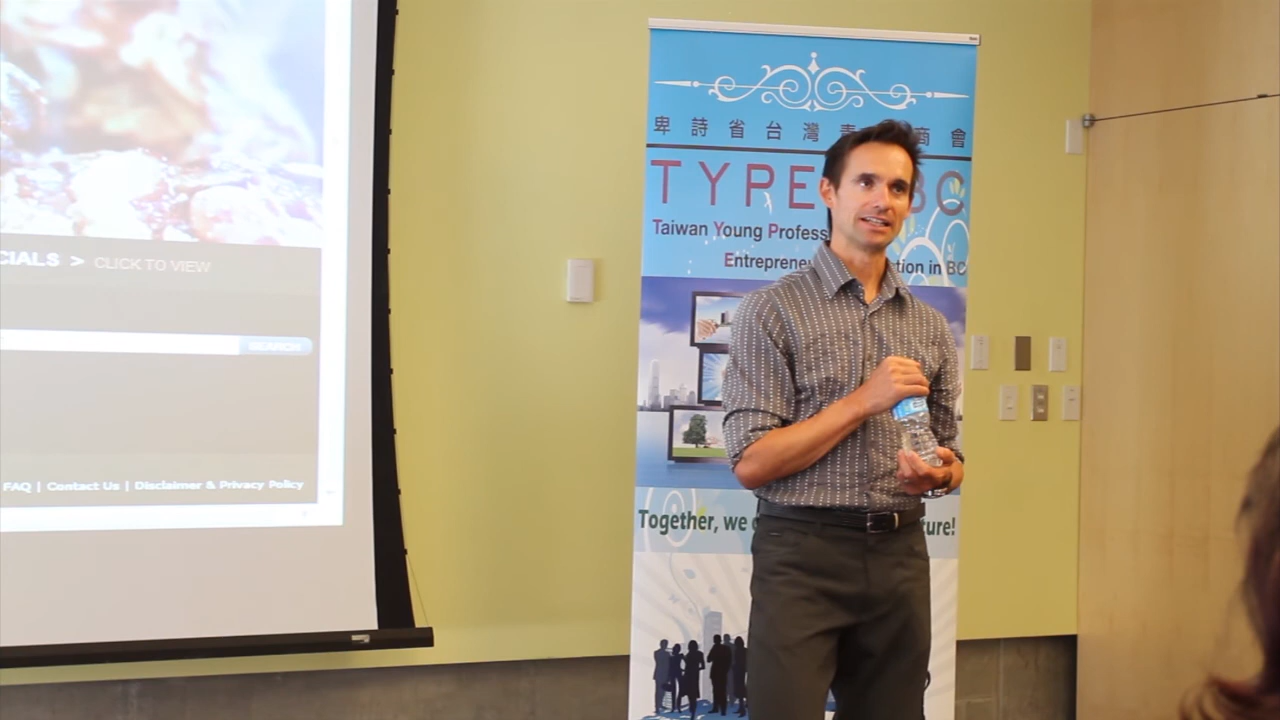 CIALS > CLICK TO VIEW
SEARCH
FAQ | Contact Us | Disclaimer & Privacy Policy
卑詩省台灣青 商會
TYPE BC
Taiwan Young Profess
Entrepreneu tion in BC
Together, we c ture!